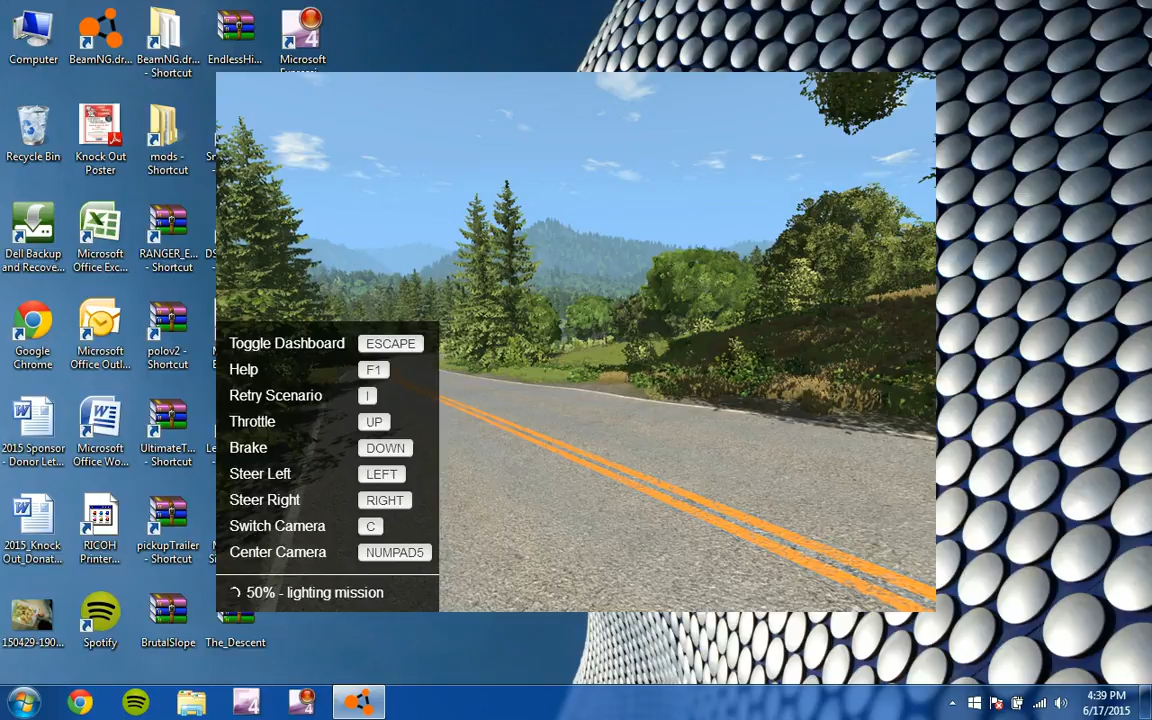 Computer
BeamNG.dr...
BeamNG.dr...
- Shortcut
EndlessHi...
Microsoft
Recycle Bin
Knock Out
Poster
mods -
Shortcut
Dell Backup
and Recove...
Microsoft
Office Exc...
RANGER_E...
- Shortcut
Google
Chrome
Microsoft
Office Outl...
polov2 -
Shortcut
2015 Sponsor
- Donor Let...
Microsoft
Office Wo...
UltimateT...
- Shortcut
2015_Knock
Out_Donat...
RICOH
Printer...
pickupTrailer
- Shortcut
150429-190...
Spotify
BrutalSlope
The_Descent
Toggle Dashboard ESCAPE
Help F1
Retry Scenario I
Throttle UP
Brake DOWN
Steer Left LEFT
Steer Right RIGHT
Switch Camera C
Center Camera NUMPAD5
50% - lighting mission
4:39 PM
6/17/2015